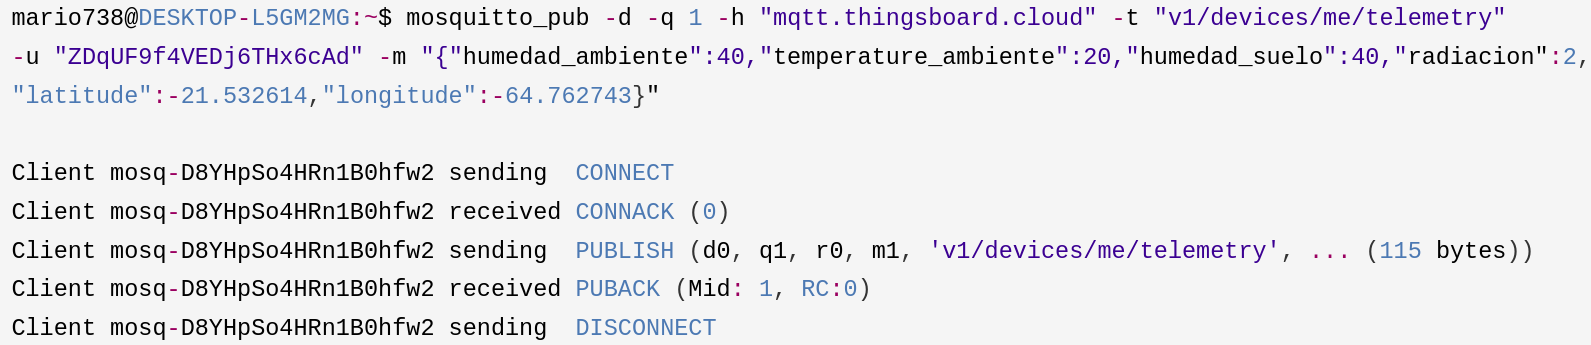 mario738@DESKTOP-L5GM2MG:~$ mosquitto_pub -d -q 1 -h "mqtt.thingsboard.cloud" -t "v1/devices/me/telemetry"
-u "ZDqUF9f4VEDj6THx6cAd" -m "{"humedad_ambiente":40,"temperature_ambiente":20,"humedad_suelo":40,"radiacion":2,
"latitude":-21.532614,"longitude":-64.762743}"
Client mosq-D8YHpSo4HRn1B0hfw2 sending  CONNECT
Client mosq-D8YHpSo4HRn1B0hfw2 received CONNACK (0)
Client mosq-D8YHpSo4HRn1B0hfw2 sending  PUBLISH (d0, q1, r0, m1, 'v1/devices/me/telemetry', ... (115 bytes))
Client mosq-D8YHpSo4HRn1B0hfw2 received PUBACK (Mid: 1, RC:0)
Client mosq-D8YHpSo4HRn1B0hfw2 sending  DISCONNECT